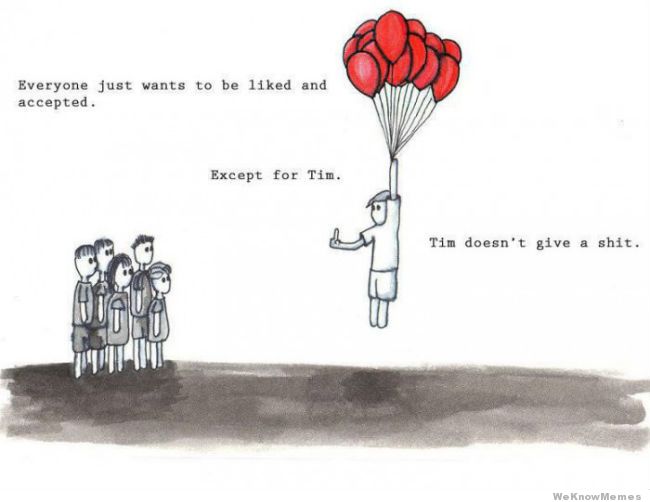 Everyone just wants to be liked and
accepted.
Except for Tim.
Tim doesn't give a shit.
WeKnowMemes